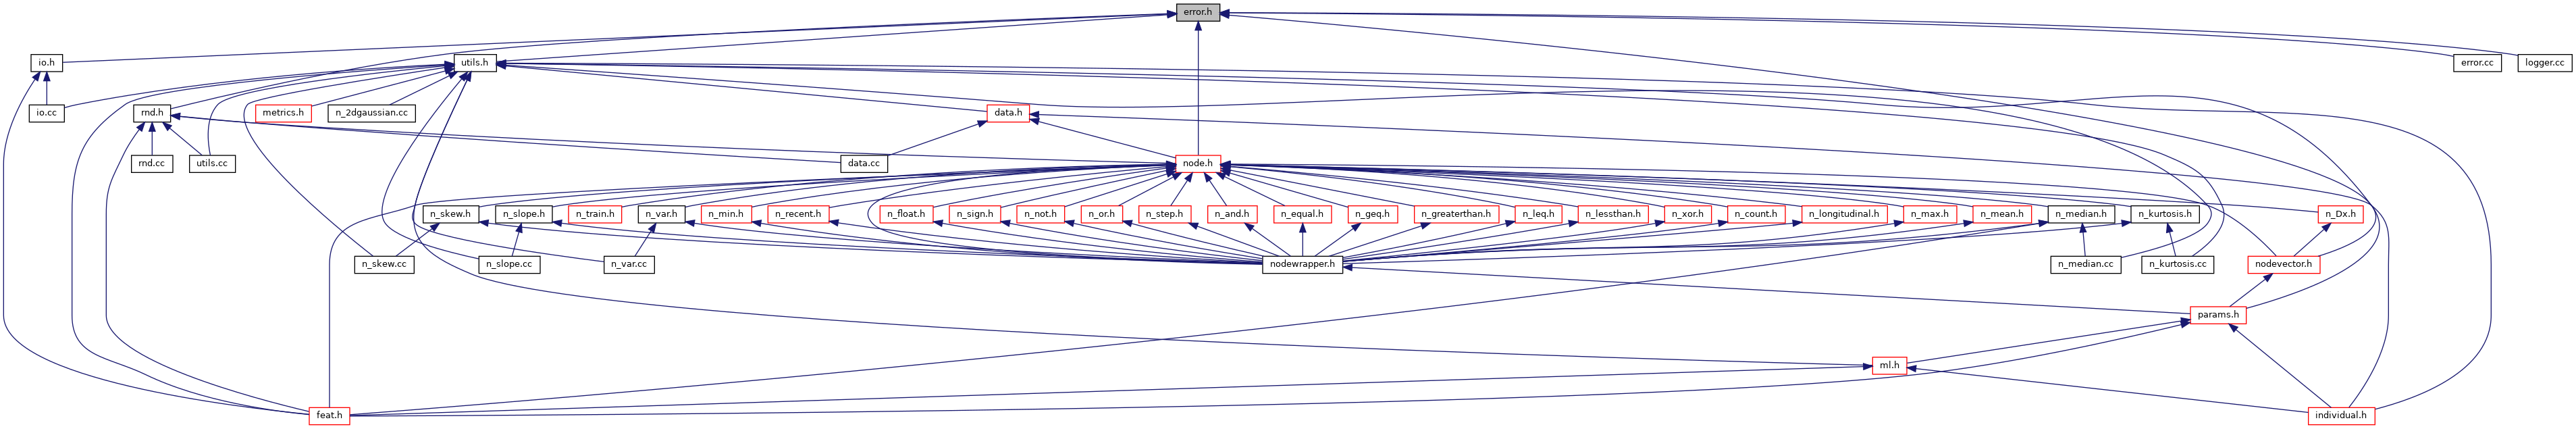 error.h
io.h
utils.h
error.cc
logger.cc
io.cc
rnd.h
metrics.h
n_2dgaussian.cc
data.h
rnd.cc
utils.cc
data.cc
node.h
n_skew.h
n_slope.h
n_train.h
n_var.h
n_min.h
n_recent.h
n_float.h
n_sign.h
n_not.h
n_or.h
n_step.h
n_and.h
n_equal.h
n_geq.h
n_greaterthan.h
n_leq.h
n_lessthan.h
n_xor.h
n_count.h
n_longitudinal.h
n_max.h
n_mean.h
n_median.h
n_kurtosis.h
n_Dx.h
n_skew.cc
n_slope.cc
n_var.cc
nodewrapper.h
n_median.cc
n_kurtosis.cc
nodevector.h
params.h
ml.h
feat.h
individual.h